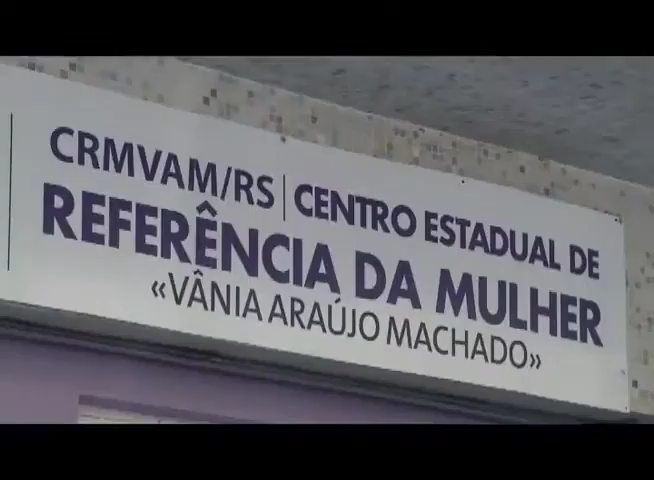 CRMVAM/RS | CENTRO ESTADUAL DE
REFERÊNCIA DA MULHER
«VÂNIA ARAÚJO MACHADO»